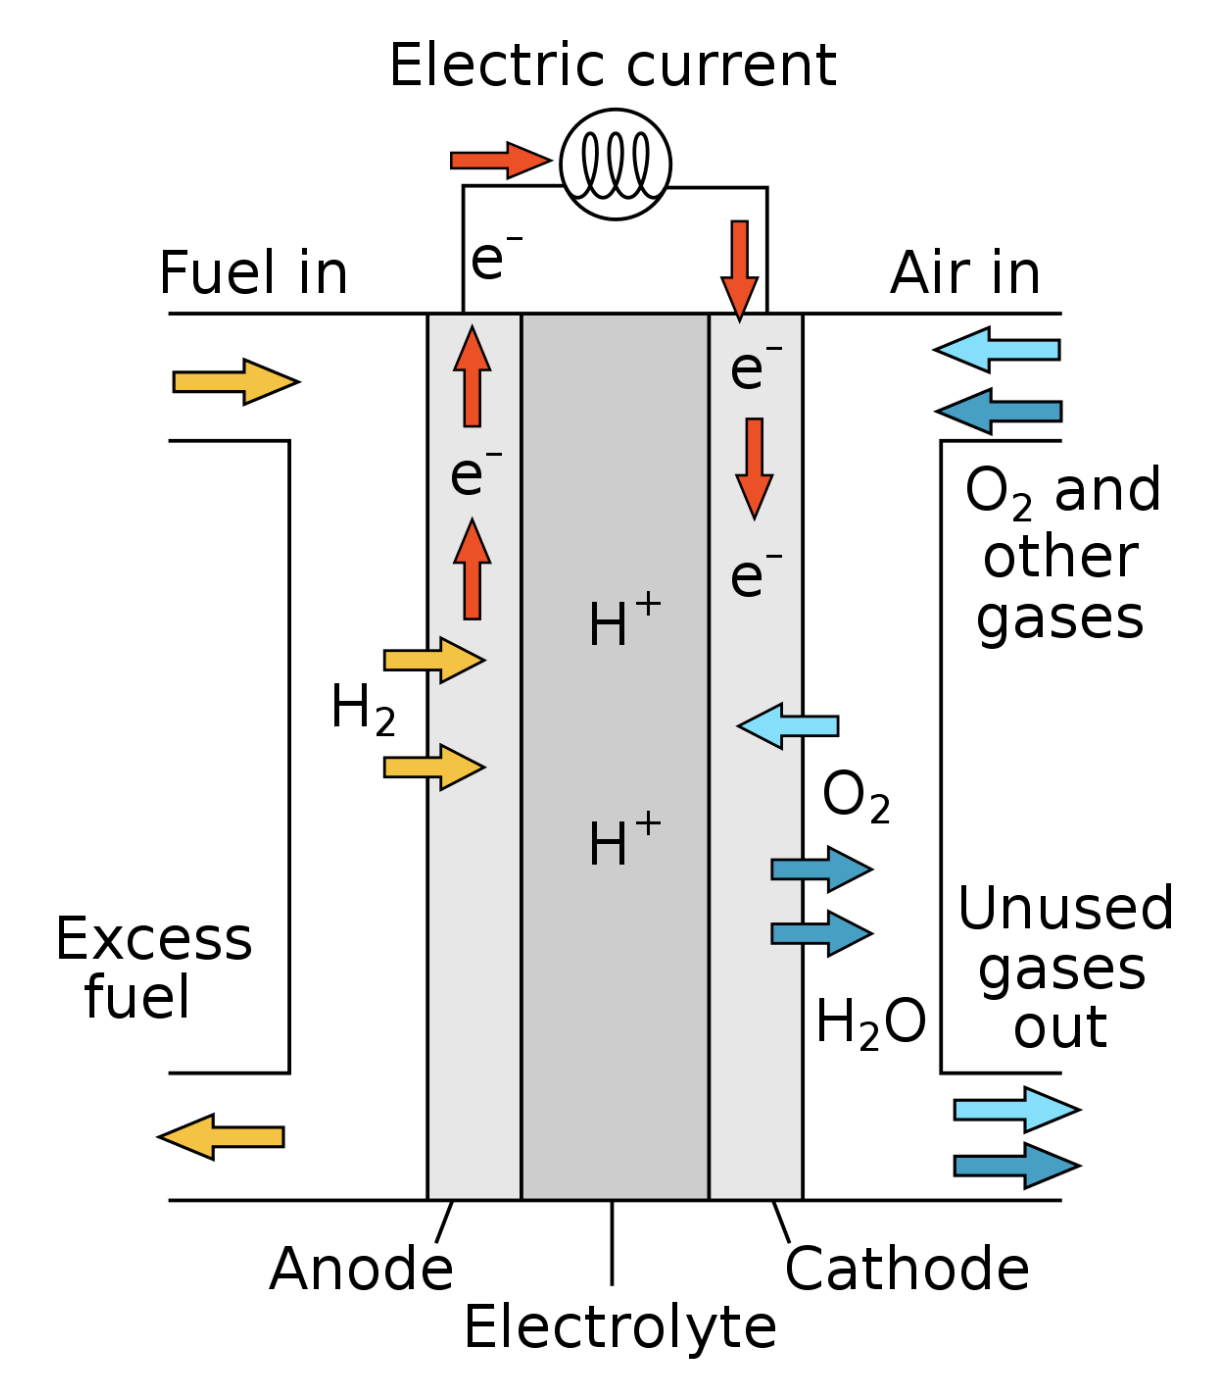 Electric current
e⁻
Fuel in
Air in
e⁻
e⁻
O₂ and
other
gases
e⁻
H⁺
H₂
O₂
H⁺
Excess
fuel
Unused
gases
out
H₂O
Anode
Cathode
Electrolyte